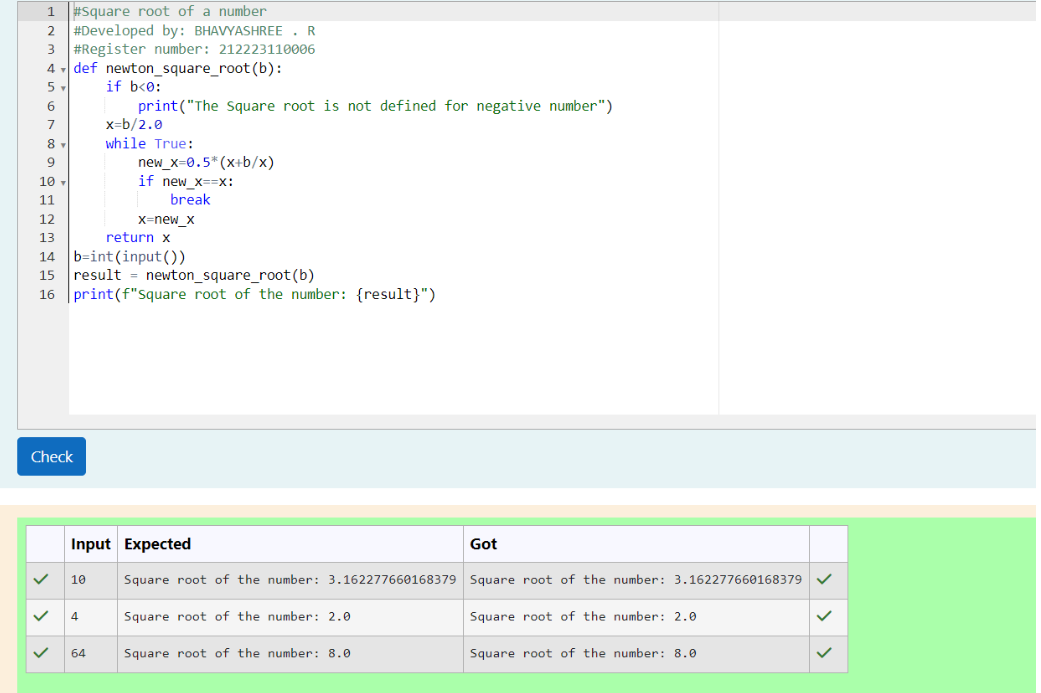 1 #Square root of a number
2 #Developed by: BHAVYASHREE . R
3 #Register number: 212223110006
4 def newton_square_root(b):
5     if b<0:
6         print("The Square root is not defined for negative number")
7     x=b/2.0
8     while True:
9         new_x=0.5*(x+b/x)
10         if new_x==x:
11             break
12         x=new_x
13     return x
14 b=int(input())
15 result = newton_square_root(b)
16 print(f"Square root of the number: {result}")
Check
Input Expected Got
10 Square root of the number: 3.162277660168379 Square root of the number: 3.162277660168379
4 Square root of the number: 2.0 Square root of the number: 2.0
64 Square root of the number: 8.0 Square root of the number: 8.0